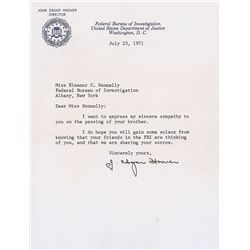 JOHN EDGAR HOOVER
DIRECTOR
Federal Bureau of Investigation
United States Department of Justice
Washington, D. C.
July 23, 1971
Miss Eleanor C. Donnelly
Federal Bureau of Investigation
Albany, New York
Dear Miss Donnelly:
I want to express my sincere sympathy to
you on the passing of your brother.
I do hope you will gain some solace from
knowing that your friends in the FBI are thinking
of you, and that we are sharing your sorrow.
Sincerely yours,
J. Edgar Hoover